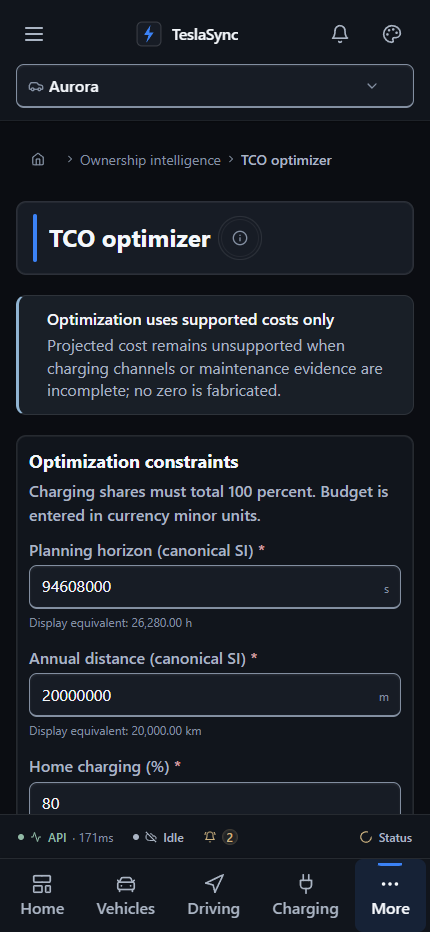 TeslaSync
Aurora
Ownership intelligence
TCO optimizer
TCO optimizer
Optimization uses supported costs only
Projected cost remains unsupported when
charging channels or maintenance evidence are
incomplete; no zero is fabricated.
Optimization constraints
Charging shares must total 100 percent. Budget is
entered in currency minor units.
Planning horizon (canonical SI) *
94608000 s
Display equivalent: 26,280.00 h
Annual distance (canonical SI) *
20000000 m
Display equivalent: 20,000.00 km
Home charging (%) *
80
API · 171ms Idle 2 Status
Home Vehicles Driving Charging More